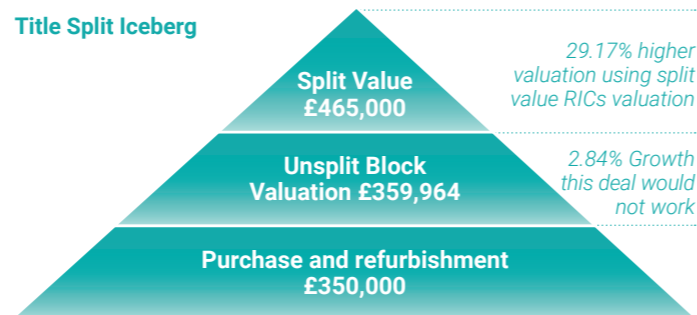 Title Split Iceberg
Split Value
£465,000
29.17% higher
valuation using split
value RICs valuation
Unsplit Block
Valuation £359,964
2.84% Growth
this deal would
not work
Purchase and refurbishment
£350,000